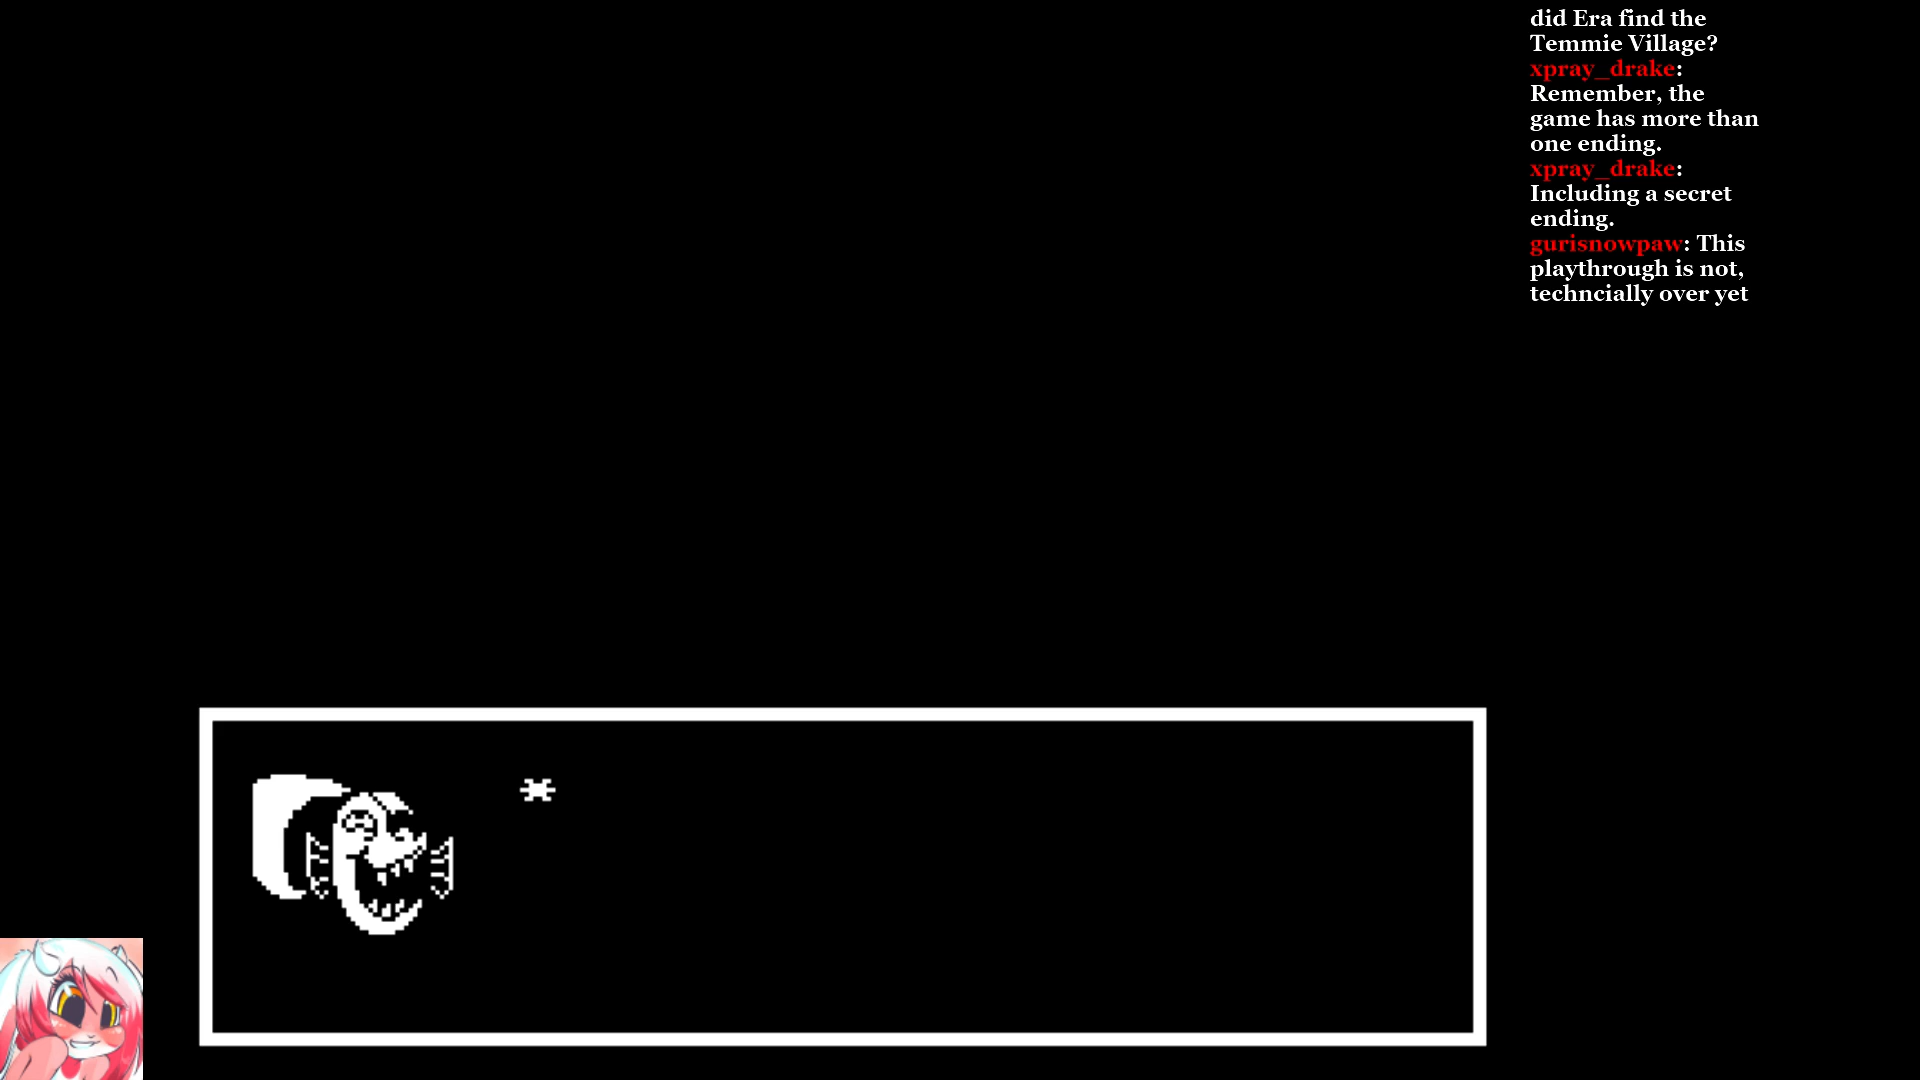 did Era find the
Temmie Village?
xpray_drake:
Remember, the
game has more than
one ending.
xpray_drake:
Including a secret
ending.
gurisnowpaw: This
playthrough is not,
techncially over yet
*